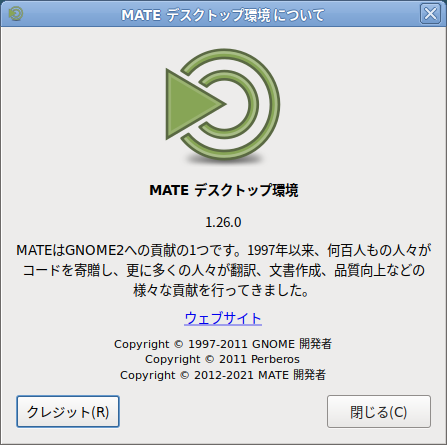 MATE デスクトップ環境 について
MATE デスクトップ環境
1.26.0
MATEはGNOME2への貢献の1つです。1997年以来、何百人もの人々が
コードを寄贈し、更に多くの人々が翻訳、文書作成、品質向上などの
様々な貢献を行ってきました。
ウェブサイト
Copyright © 1997-2011 GNOME 開発者
Copyright © 2011 Perberos
Copyright © 2012-2021 MATE 開発者
クレジット(R)
閉じる(C)